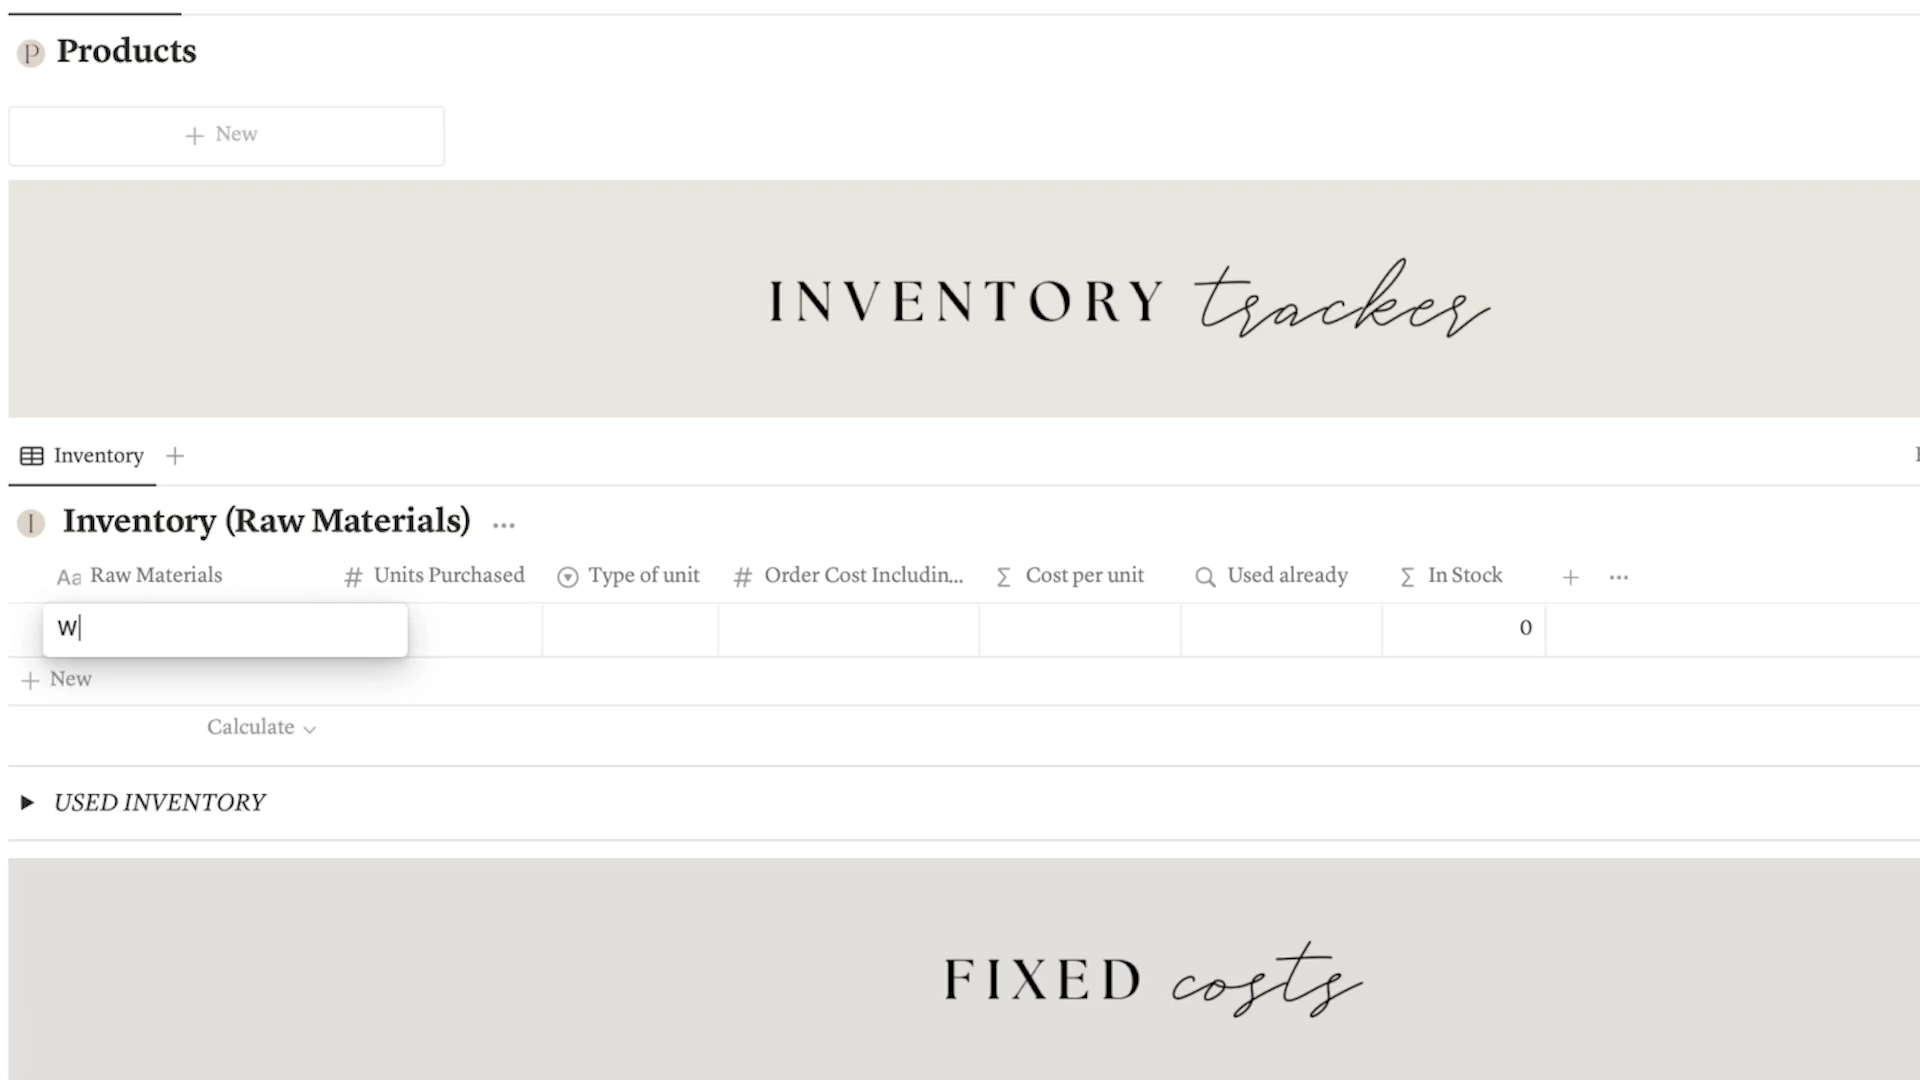 P Products
+ New
INVENTORY tracker
Inventory +
I Inventory (Raw Materials) ...
Aa Raw Materials # Units Purchased Type of unit # Order Cost Includin... Σ Cost per unit Used already Σ In Stock + ...
W 0
+ New
Calculate
USED INVENTORY
FIXED costs